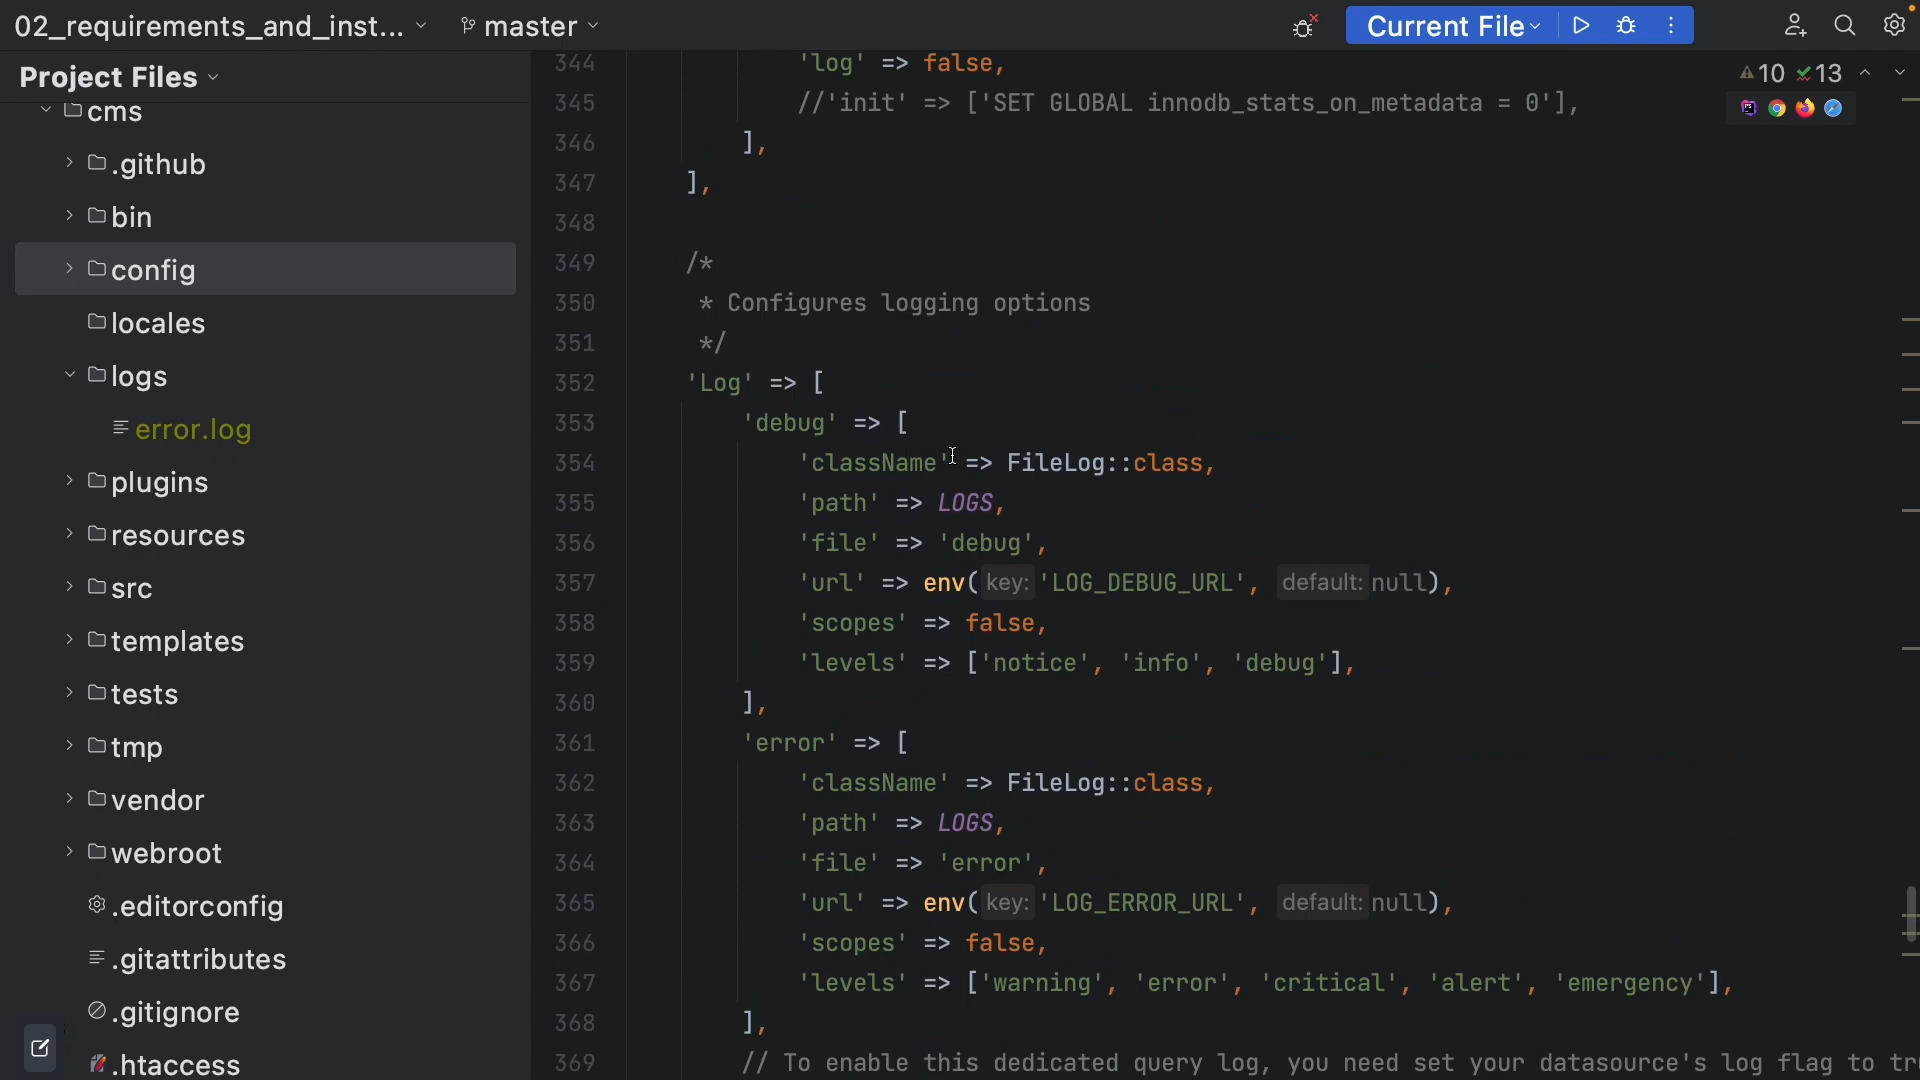 02_requirements_and_inst...
master
Current File
Project Files
10
13
cms
.github
bin
config
locales
logs
error.log
plugins
resources
src
templates
tests
tmp
vendor
webroot
.editorconfig
.gitattributes
.gitignore
.htaccess
344 'log' => false,
345 //'init' => ['SET GLOBAL innodb_stats_on_metadata = 0'],
346 ],
347 ],
348
349 /*
350 * Configures logging options
351 */
352 'Log' => [
353 'debug' => [
354 'className' => FileLog::class,
355 'path' => LOGS,
356 'file' => 'debug',
357 'url' => env( key: 'LOG_DEBUG_URL', default: null),
358 'scopes' => false,
359 'levels' => ['notice', 'info', 'debug'],
360 ],
361 'error' => [
362 'className' => FileLog::class,
363 'path' => LOGS,
364 'file' => 'error',
365 'url' => env( key: 'LOG_ERROR_URL', default: null),
366 'scopes' => false,
367 'levels' => ['warning', 'error', 'critical', 'alert', 'emergency'],
368 ],
369 // To enable this dedicated query log, you need set your datasource's log flag to tr